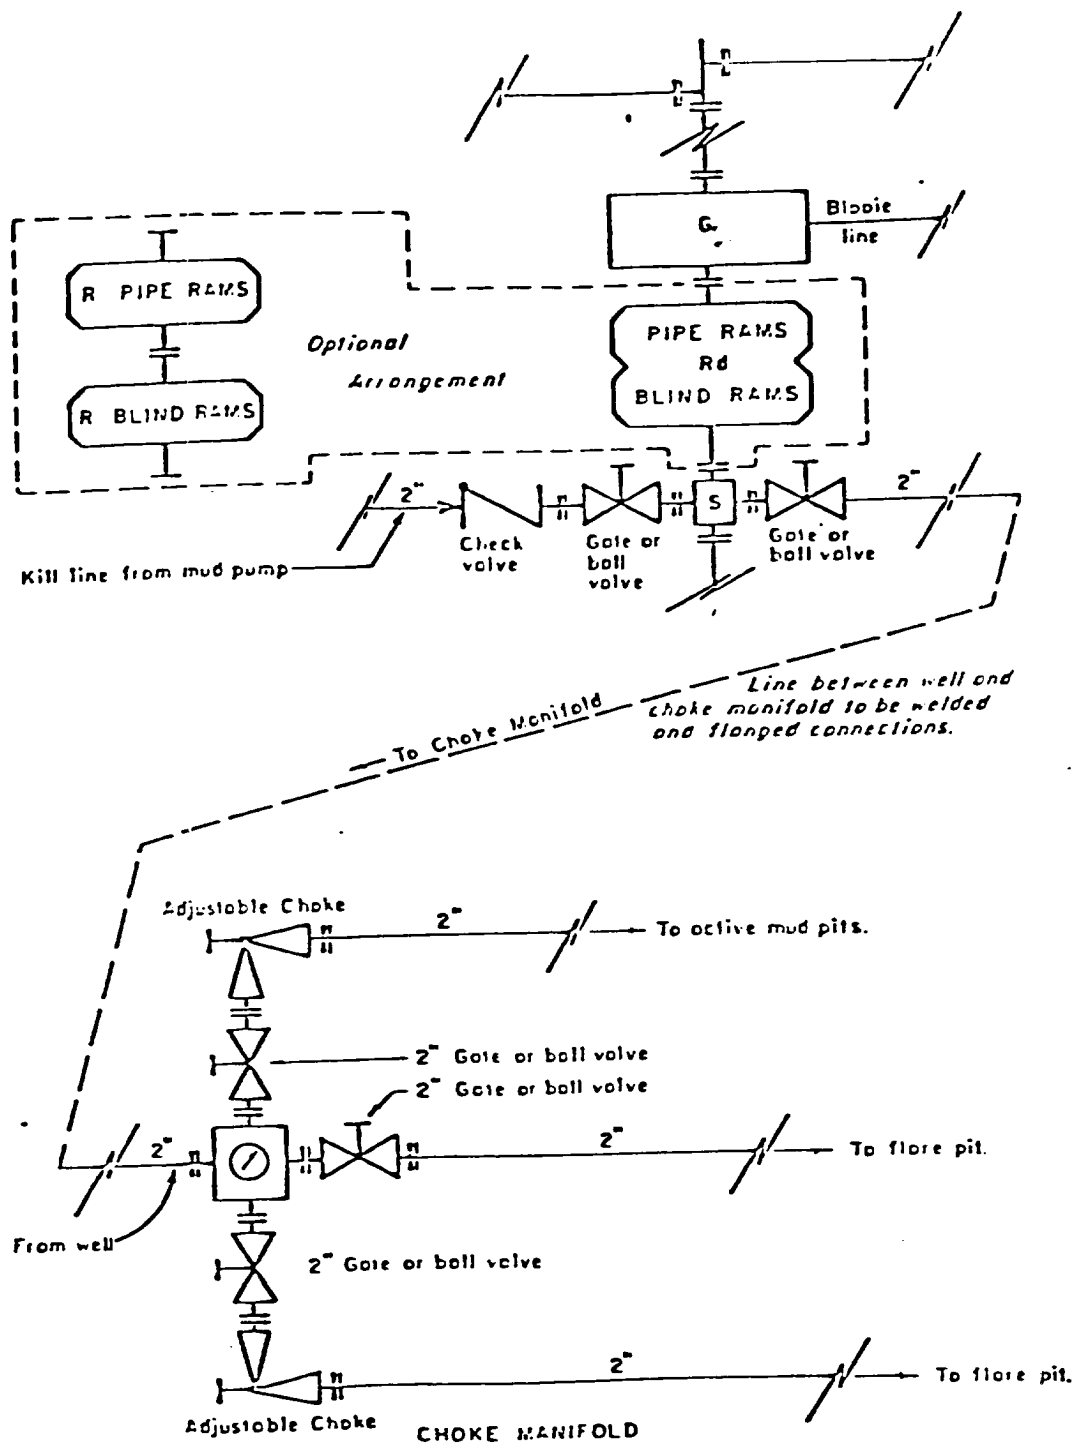 G
Blooie
line
R PIPE RAMS
R BLIND RAMS
Optional
Arrangement
PIPE RAMS
Rd
BLIND RAMS
2"
S
2"
Check
valve
Gate or
ball
valve
Gate or
ball valve
Kill line from mud pump
Line between well and
choke manifold to be welded
and flanged connections.
To Choke Manifold
Adjustable Choke
2"
To active mud pits.
2" Gate or ball valve
2" Gate or ball valve
2"
2"
To flare pit.
From well
2" Gate or ball valve
2"
To flare pit.
Adjustable Choke
CHOKE MANIFOLD